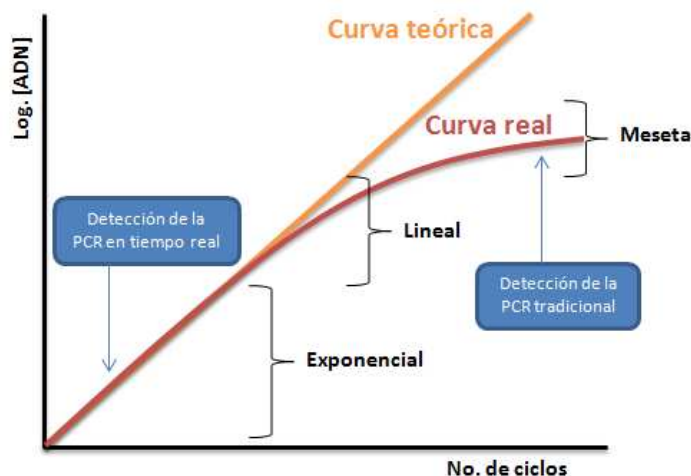 Curva teórica
Log. [ADN]
Curva real
Meseta
Detección de la
PCR en tiempo real
Lineal
Detección de la
PCR tradicional
Exponencial
No. de ciclos